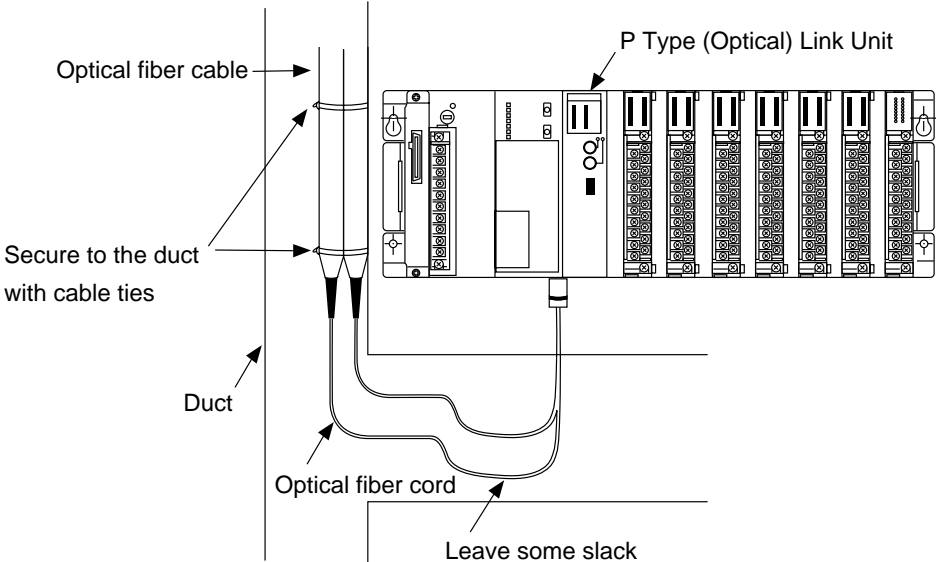 P Type (Optical) Link Unit
Optical fiber cable
Secure to the duct
with cable ties
Duct
Optical fiber cord
Leave some slack